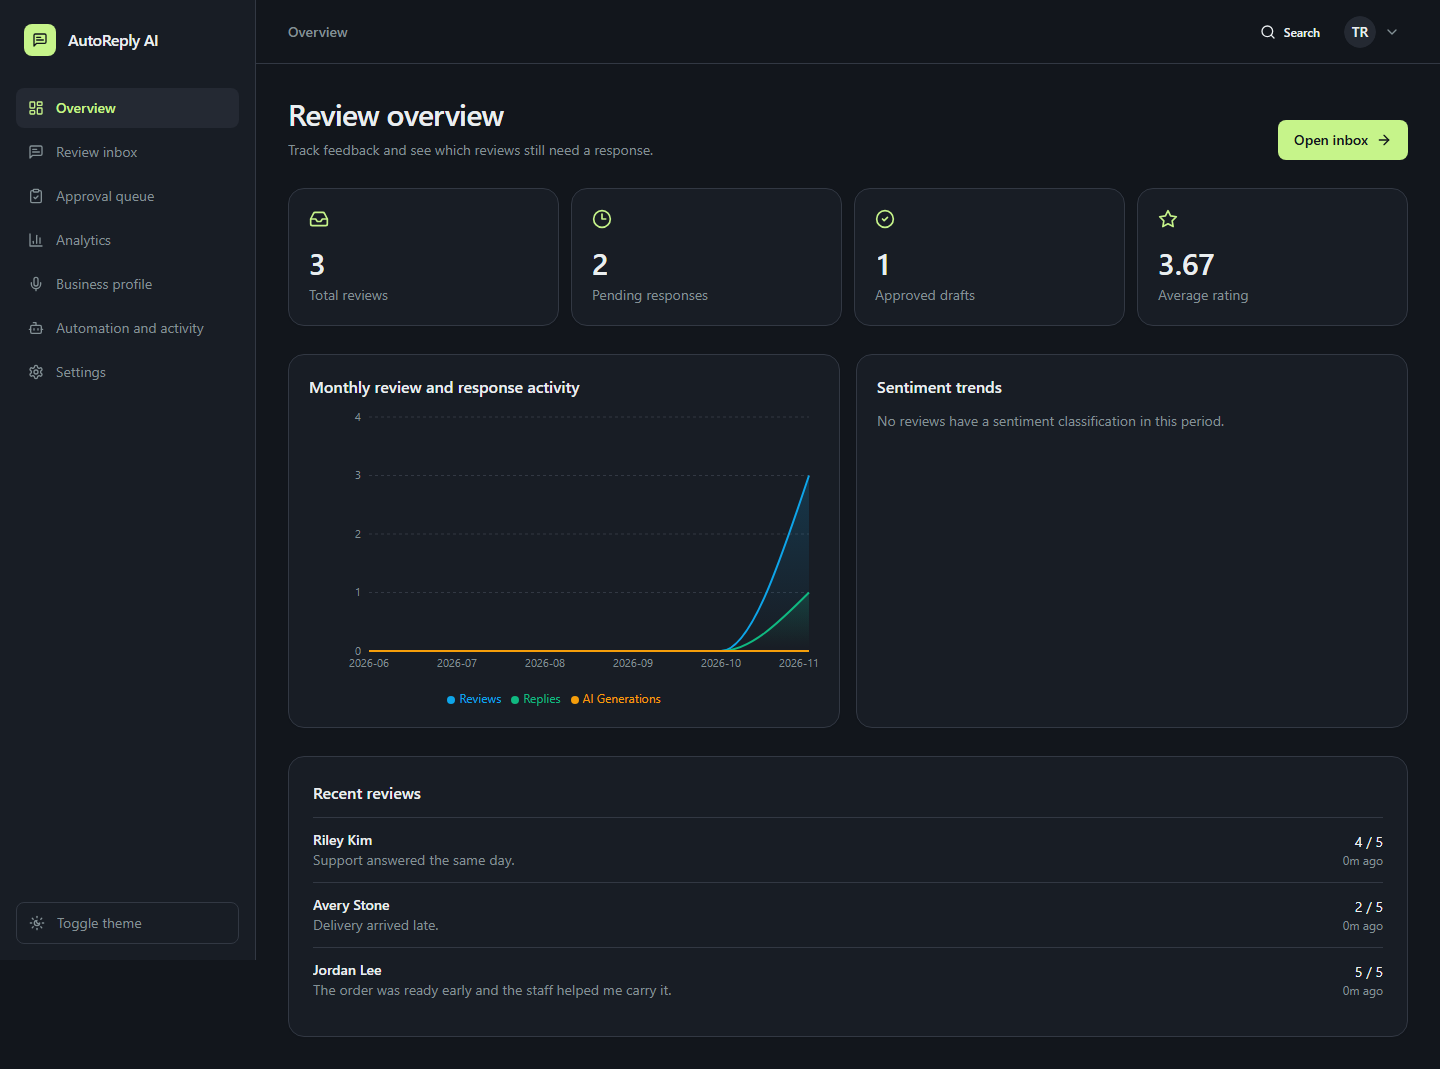 AutoReply AI
Overview
Review inbox
Approval queue
Analytics
Business profile
Automation and activity
Settings
Toggle theme
Overview
Search
TR
Review overview
Track feedback and see which reviews still need a response.
Open inbox
3
Total reviews
2
Pending responses
1
Approved drafts
3.67
Average rating
Monthly review and response activity
4
3
2
1
0
2026-06 2026-07 2026-08 2026-09 2026-10 2026-11
Reviews Replies AI Generations
Sentiment trends
No reviews have a sentiment classification in this period.
Recent reviews
Riley Kim
Support answered the same day.
4 / 5
0m ago
Avery Stone
Delivery arrived late.
2 / 5
0m ago
Jordan Lee
The order was ready early and the staff helped me carry it.
5 / 5
0m ago